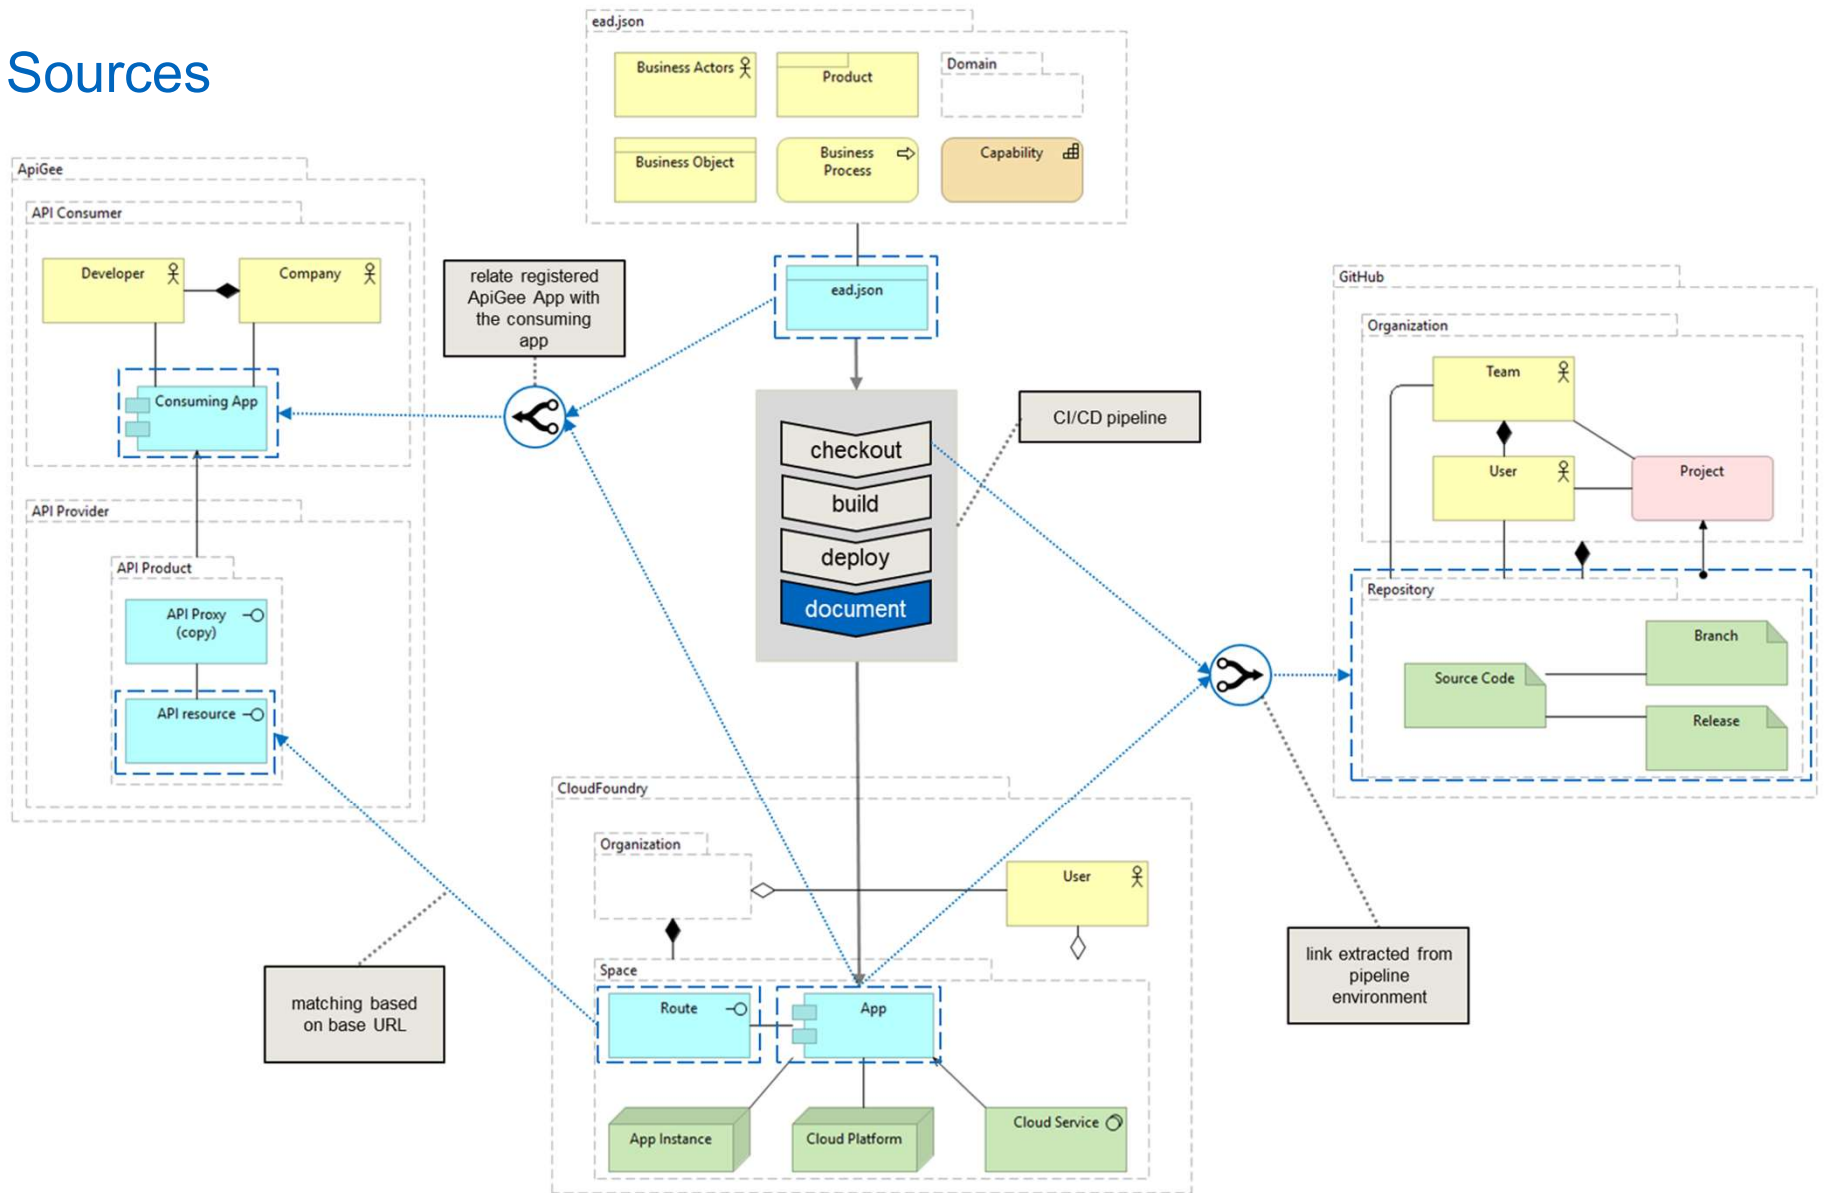 Sources
ead.json
Business Actors
Product
Domain
Business Object
Business
Process
Capability
ApiGee
API Consumer
Developer
Company
Consuming App
API Provider
API Product
API Proxy
(copy)
API resource
relate registered
ApiGee App with
the consuming
app
ead.json
CI/CD pipeline
checkout
build
deploy
document
GitHub
Organization
Team
User
Project
Repository
Source Code
Branch
Release
matching based
on base URL
CloudFoundry
Organization
User
Space
Route
App
App Instance
Cloud Platform
Cloud Service
link extracted from
pipeline
environment